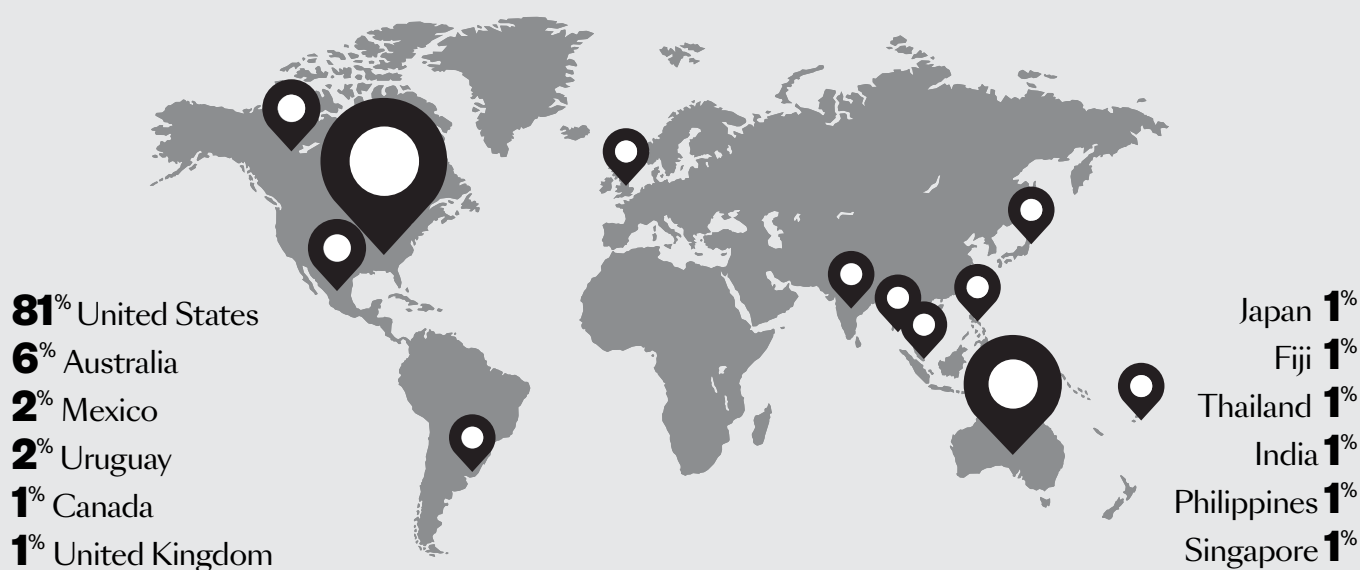 81% United States
6% Australia
2% Mexico
2% Uruguay
1% Canada
1% United Kingdom
Japan 1%
Fiji 1%
Thailand 1%
India 1%
Philippines 1%
Singapore 1%